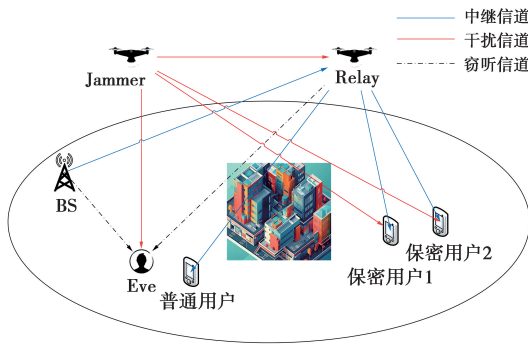 中继信道
干扰信道
窃听信道
Jammer
Relay
BS
Eve
普通用户
保密用户1
保密用户2